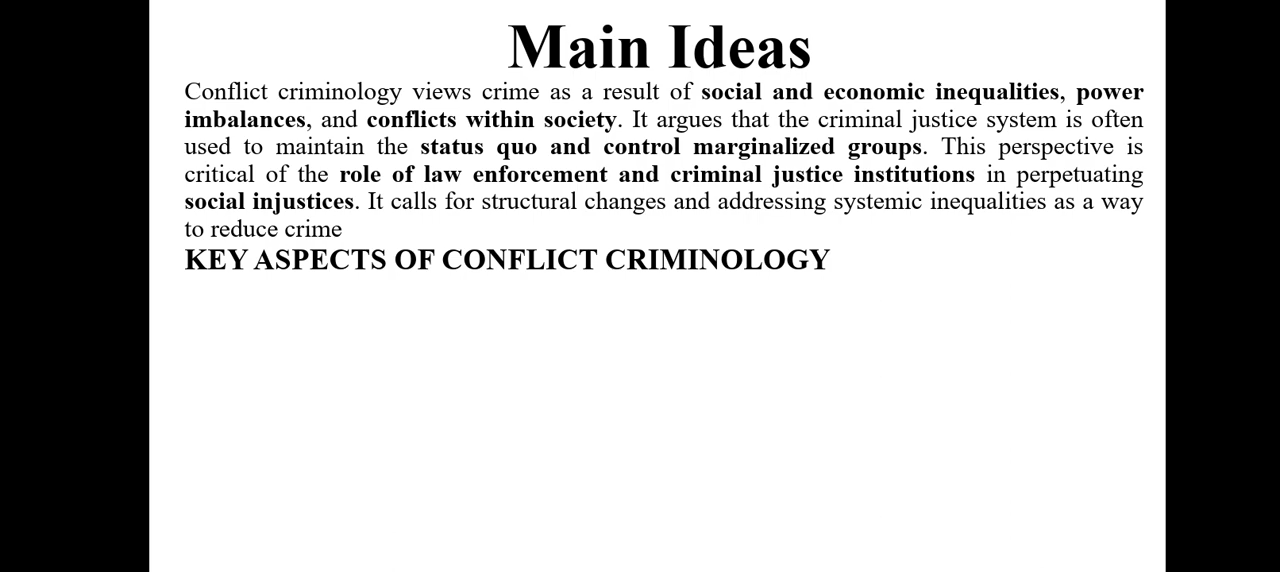 Main Ideas
Conflict criminology views crime as a result of social and economic inequalities, power
imbalances, and conflicts within society. It argues that the criminal justice system is often
used to maintain the status quo and control marginalized groups. This perspective is
critical of the role of law enforcement and criminal justice institutions in perpetuating
social injustices. It calls for structural changes and addressing systemic inequalities as a way
to reduce crime
KEY ASPECTS OF CONFLICT CRIMINOLOGY